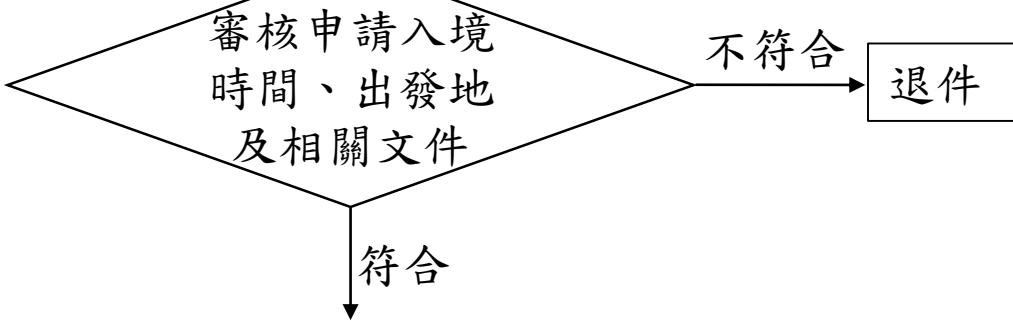 審核申請入境
時間、出發地
及相關文件
不符合
退件
符合